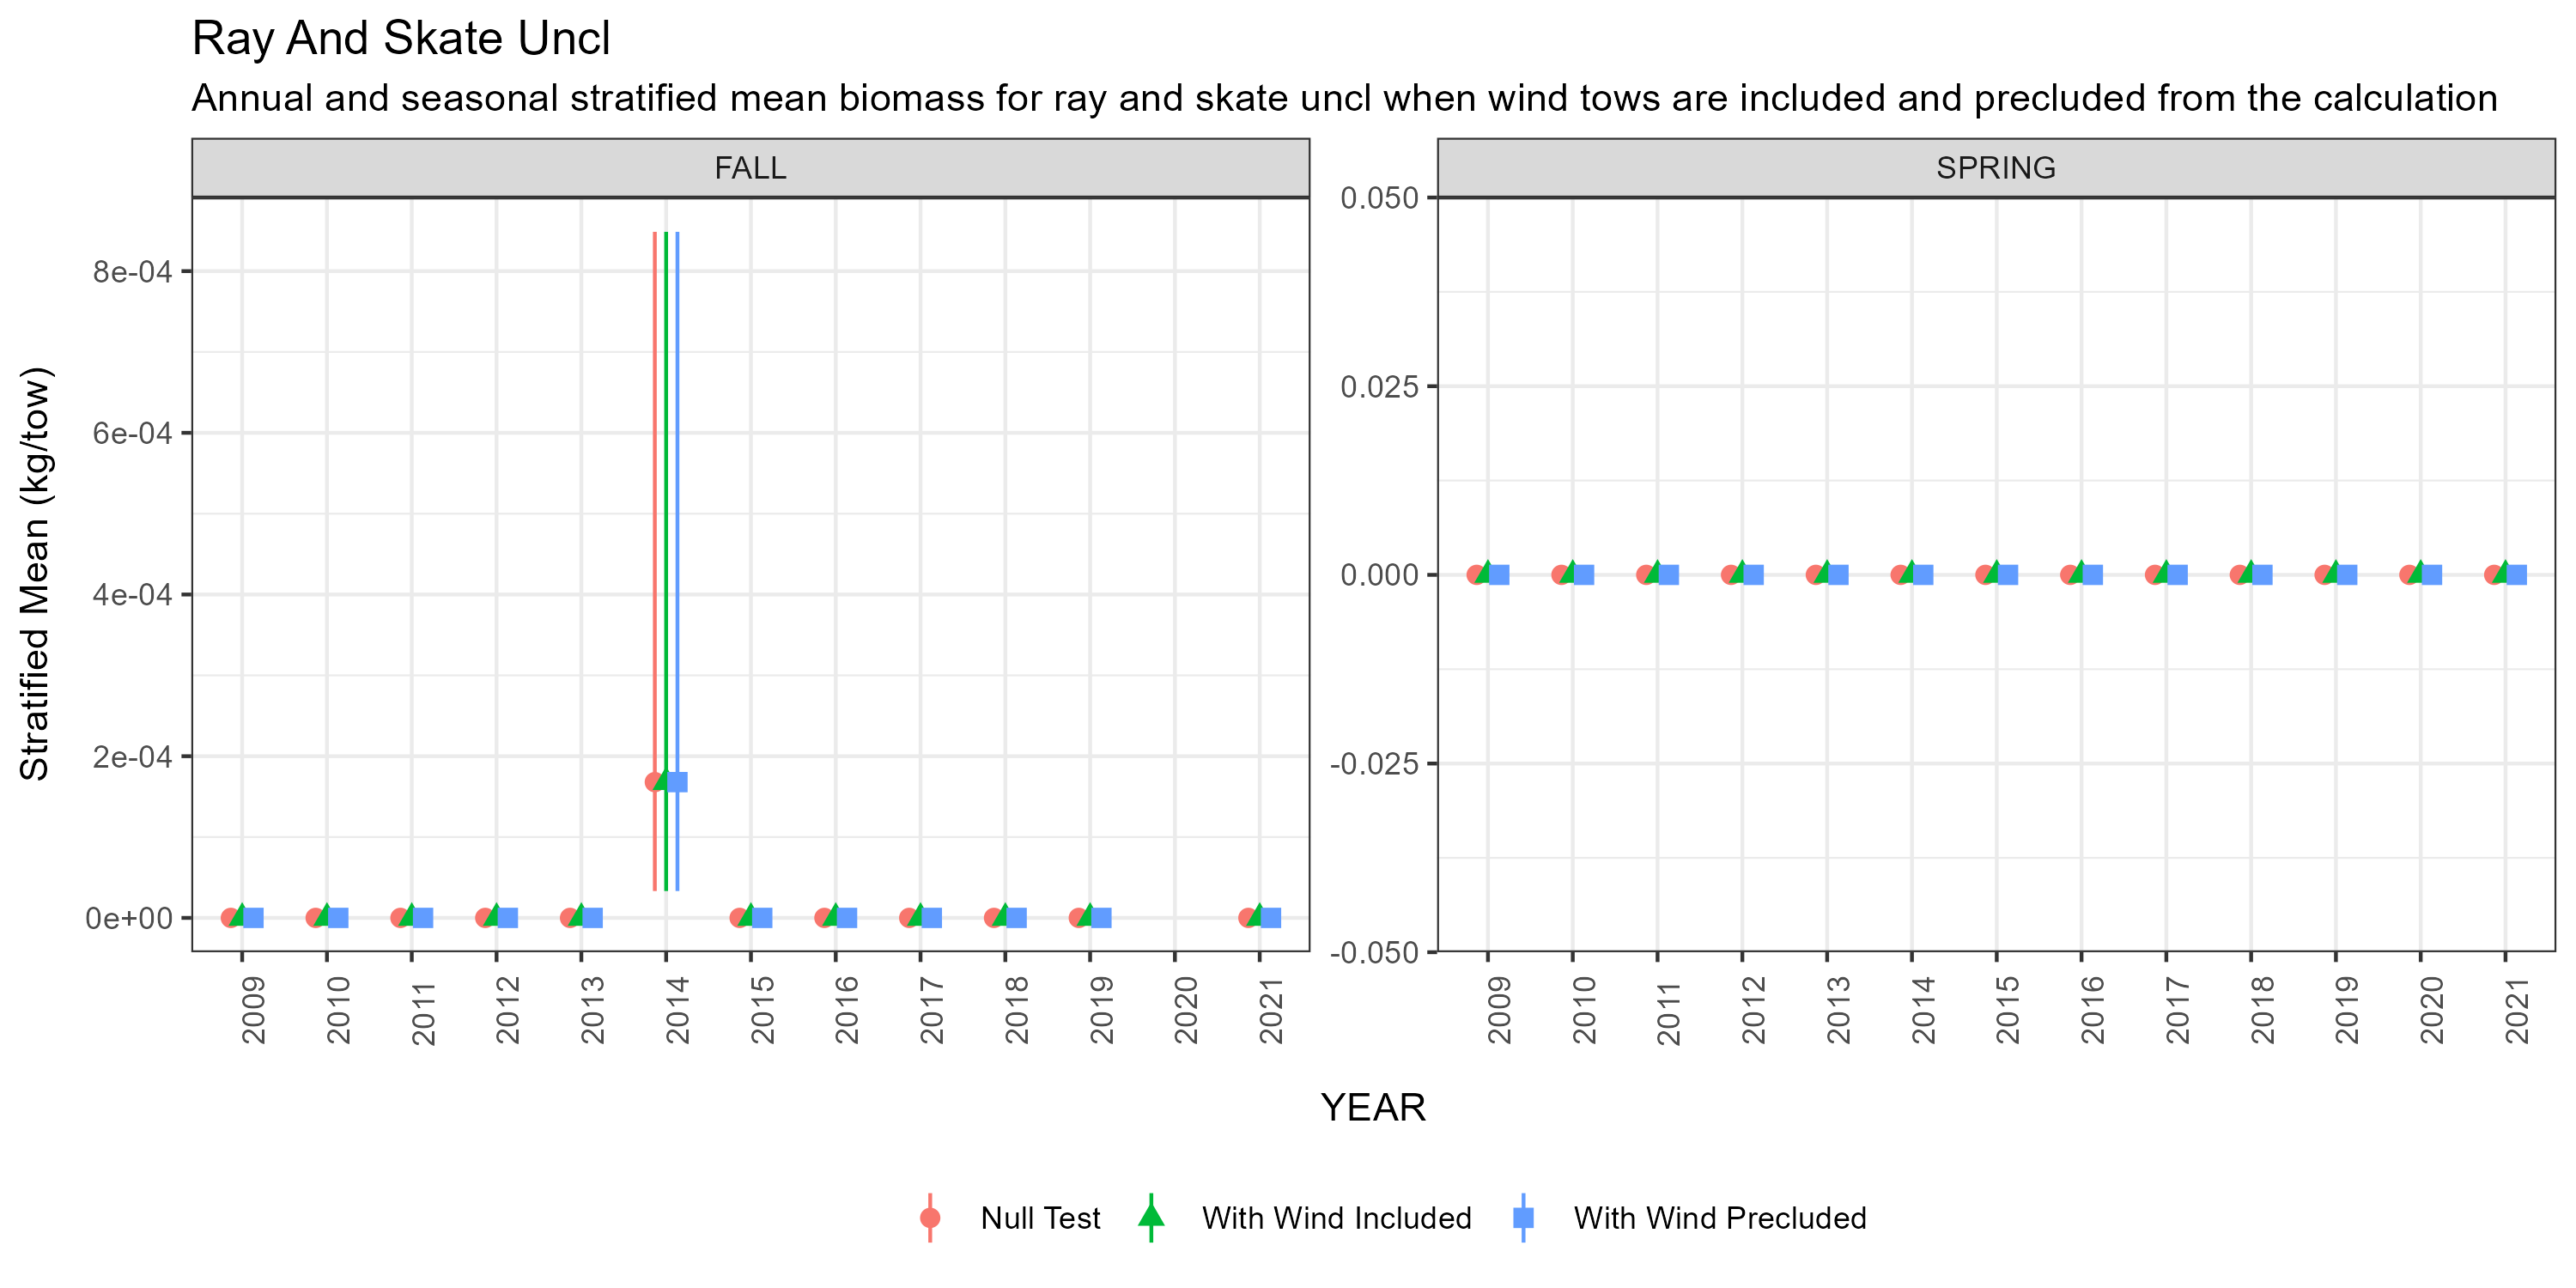 Ray And Skate Uncl
Annual and seasonal stratified mean biomass for ray and skate uncl when wind tows are included and precluded from the calculation
FALL
SPRING
Stratified Mean (kg/tow)
8e-04
6e-04
4e-04
2e-04
0e+00
0.050
0.025
0.000
-0.025
-0.050
2009 2010 2011 2012 2013 2014 2015 2016 2017 2018 2019 2020 2021
2009 2010 2011 2012 2013 2014 2015 2016 2017 2018 2019 2020 2021
YEAR
Null Test With Wind Included With Wind Precluded